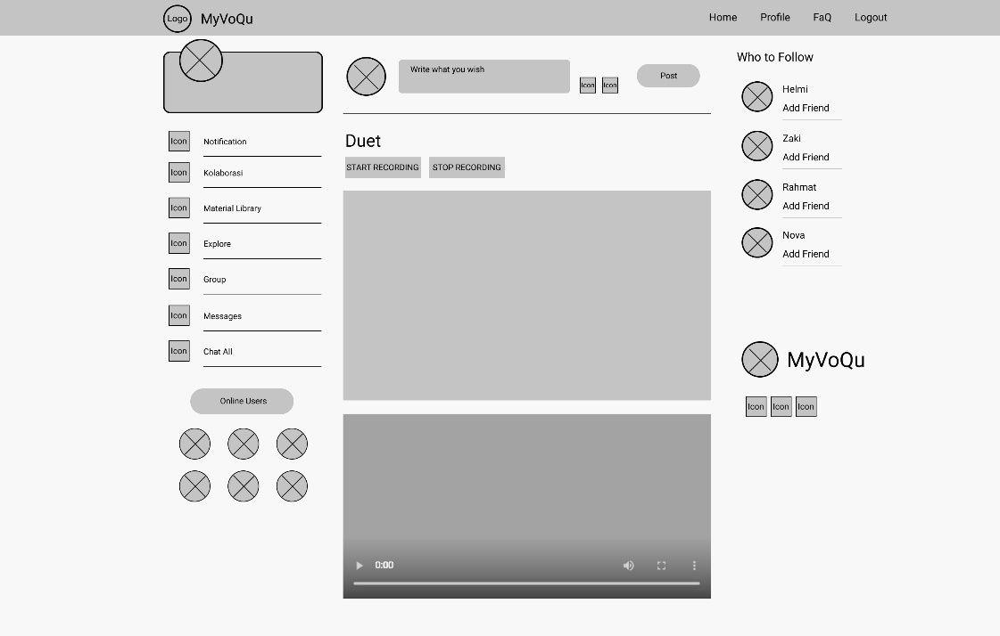 Logo
MyVoQu
Home
Profile
FaQ
Logout
Icon
Notification
Icon
Kolaborasi
Icon
Material Library
Icon
Explore
Icon
Group
Icon
Messages
Icon
Chat All
Online Users
Write what you wish
Icon
Icon
Post
Duet
START RECORDING
STOP RECORDING
0:00
Who to Follow
Helmi
Add Friend
Zaki
Add Friend
Rahmat
Add Friend
Nova
Add Friend
MyVoQu
Icon
Icon
Icon